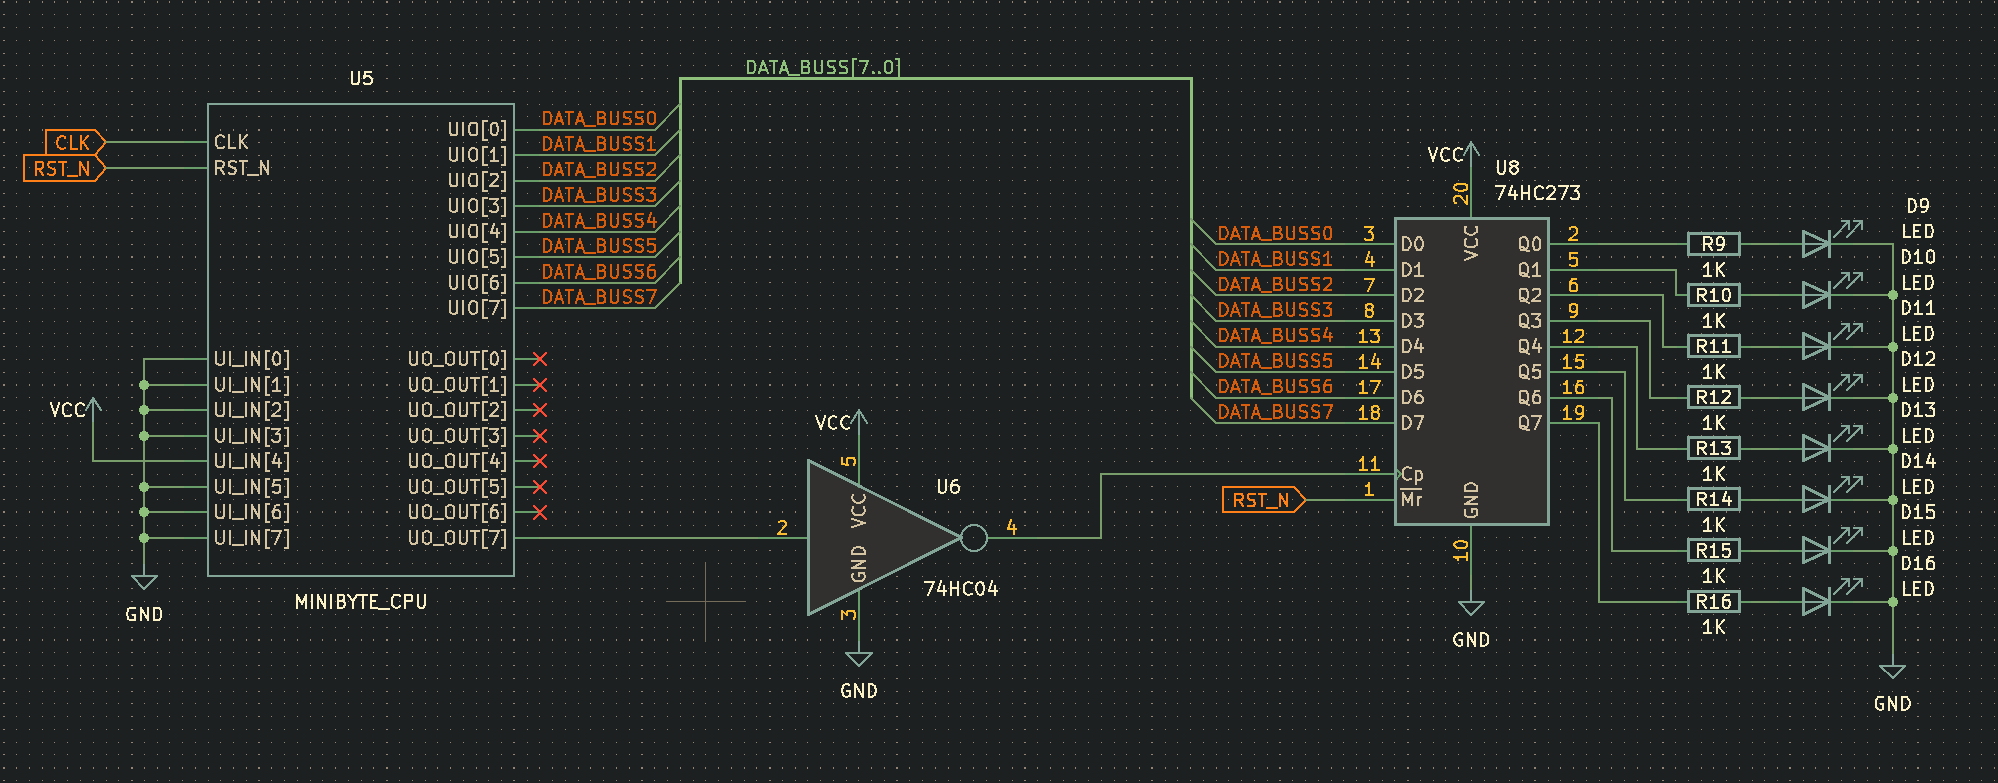 DATA_BUSS[7..0]
U5
CLK
RST_N
CLK
RST_N
UIO[0]
UIO[1]
UIO[2]
UIO[3]
UIO[4]
UIO[5]
UIO[6]
UIO[7]
DATA_BUSS0
DATA_BUSS1
DATA_BUSS2
DATA_BUSS3
DATA_BUSS4
DATA_BUSS5
DATA_BUSS6
DATA_BUSS7
VCC
UI_IN[0]
UI_IN[1]
UI_IN[2]
UI_IN[3]
UI_IN[4]
UI_IN[5]
UI_IN[6]
UI_IN[7]
UO_OUT[0]
UO_OUT[1]
UO_OUT[2]
UO_OUT[3]
UO_OUT[4]
UO_OUT[5]
UO_OUT[6]
UO_OUT[7]
GND
MINIBYTE_CPU
VCC
5
VCC
U6
2
4
GND
3
74HC04
GND
VCC
20
U8
74HC273
VCC
DATA_BUSS0 3 D0
DATA_BUSS1 4 D1
DATA_BUSS2 7 D2
DATA_BUSS3 8 D3
DATA_BUSS4 13 D4
DATA_BUSS5 14 D5
DATA_BUSS6 17 D6
DATA_BUSS7 18 D7
11 Cp
RST_N 1 Mr
GND
10
GND
Q0 2
Q1 5
Q2 6
Q3 9
Q4 12
Q5 15
Q6 16
Q7 19
R9
1K
R10
1K
R11
1K
R12
1K
R13
1K
R14
1K
R15
1K
R16
1K
D9
LED
D10
LED
D11
LED
D12
LED
D13
LED
D14
LED
D15
LED
D16
LED
GND